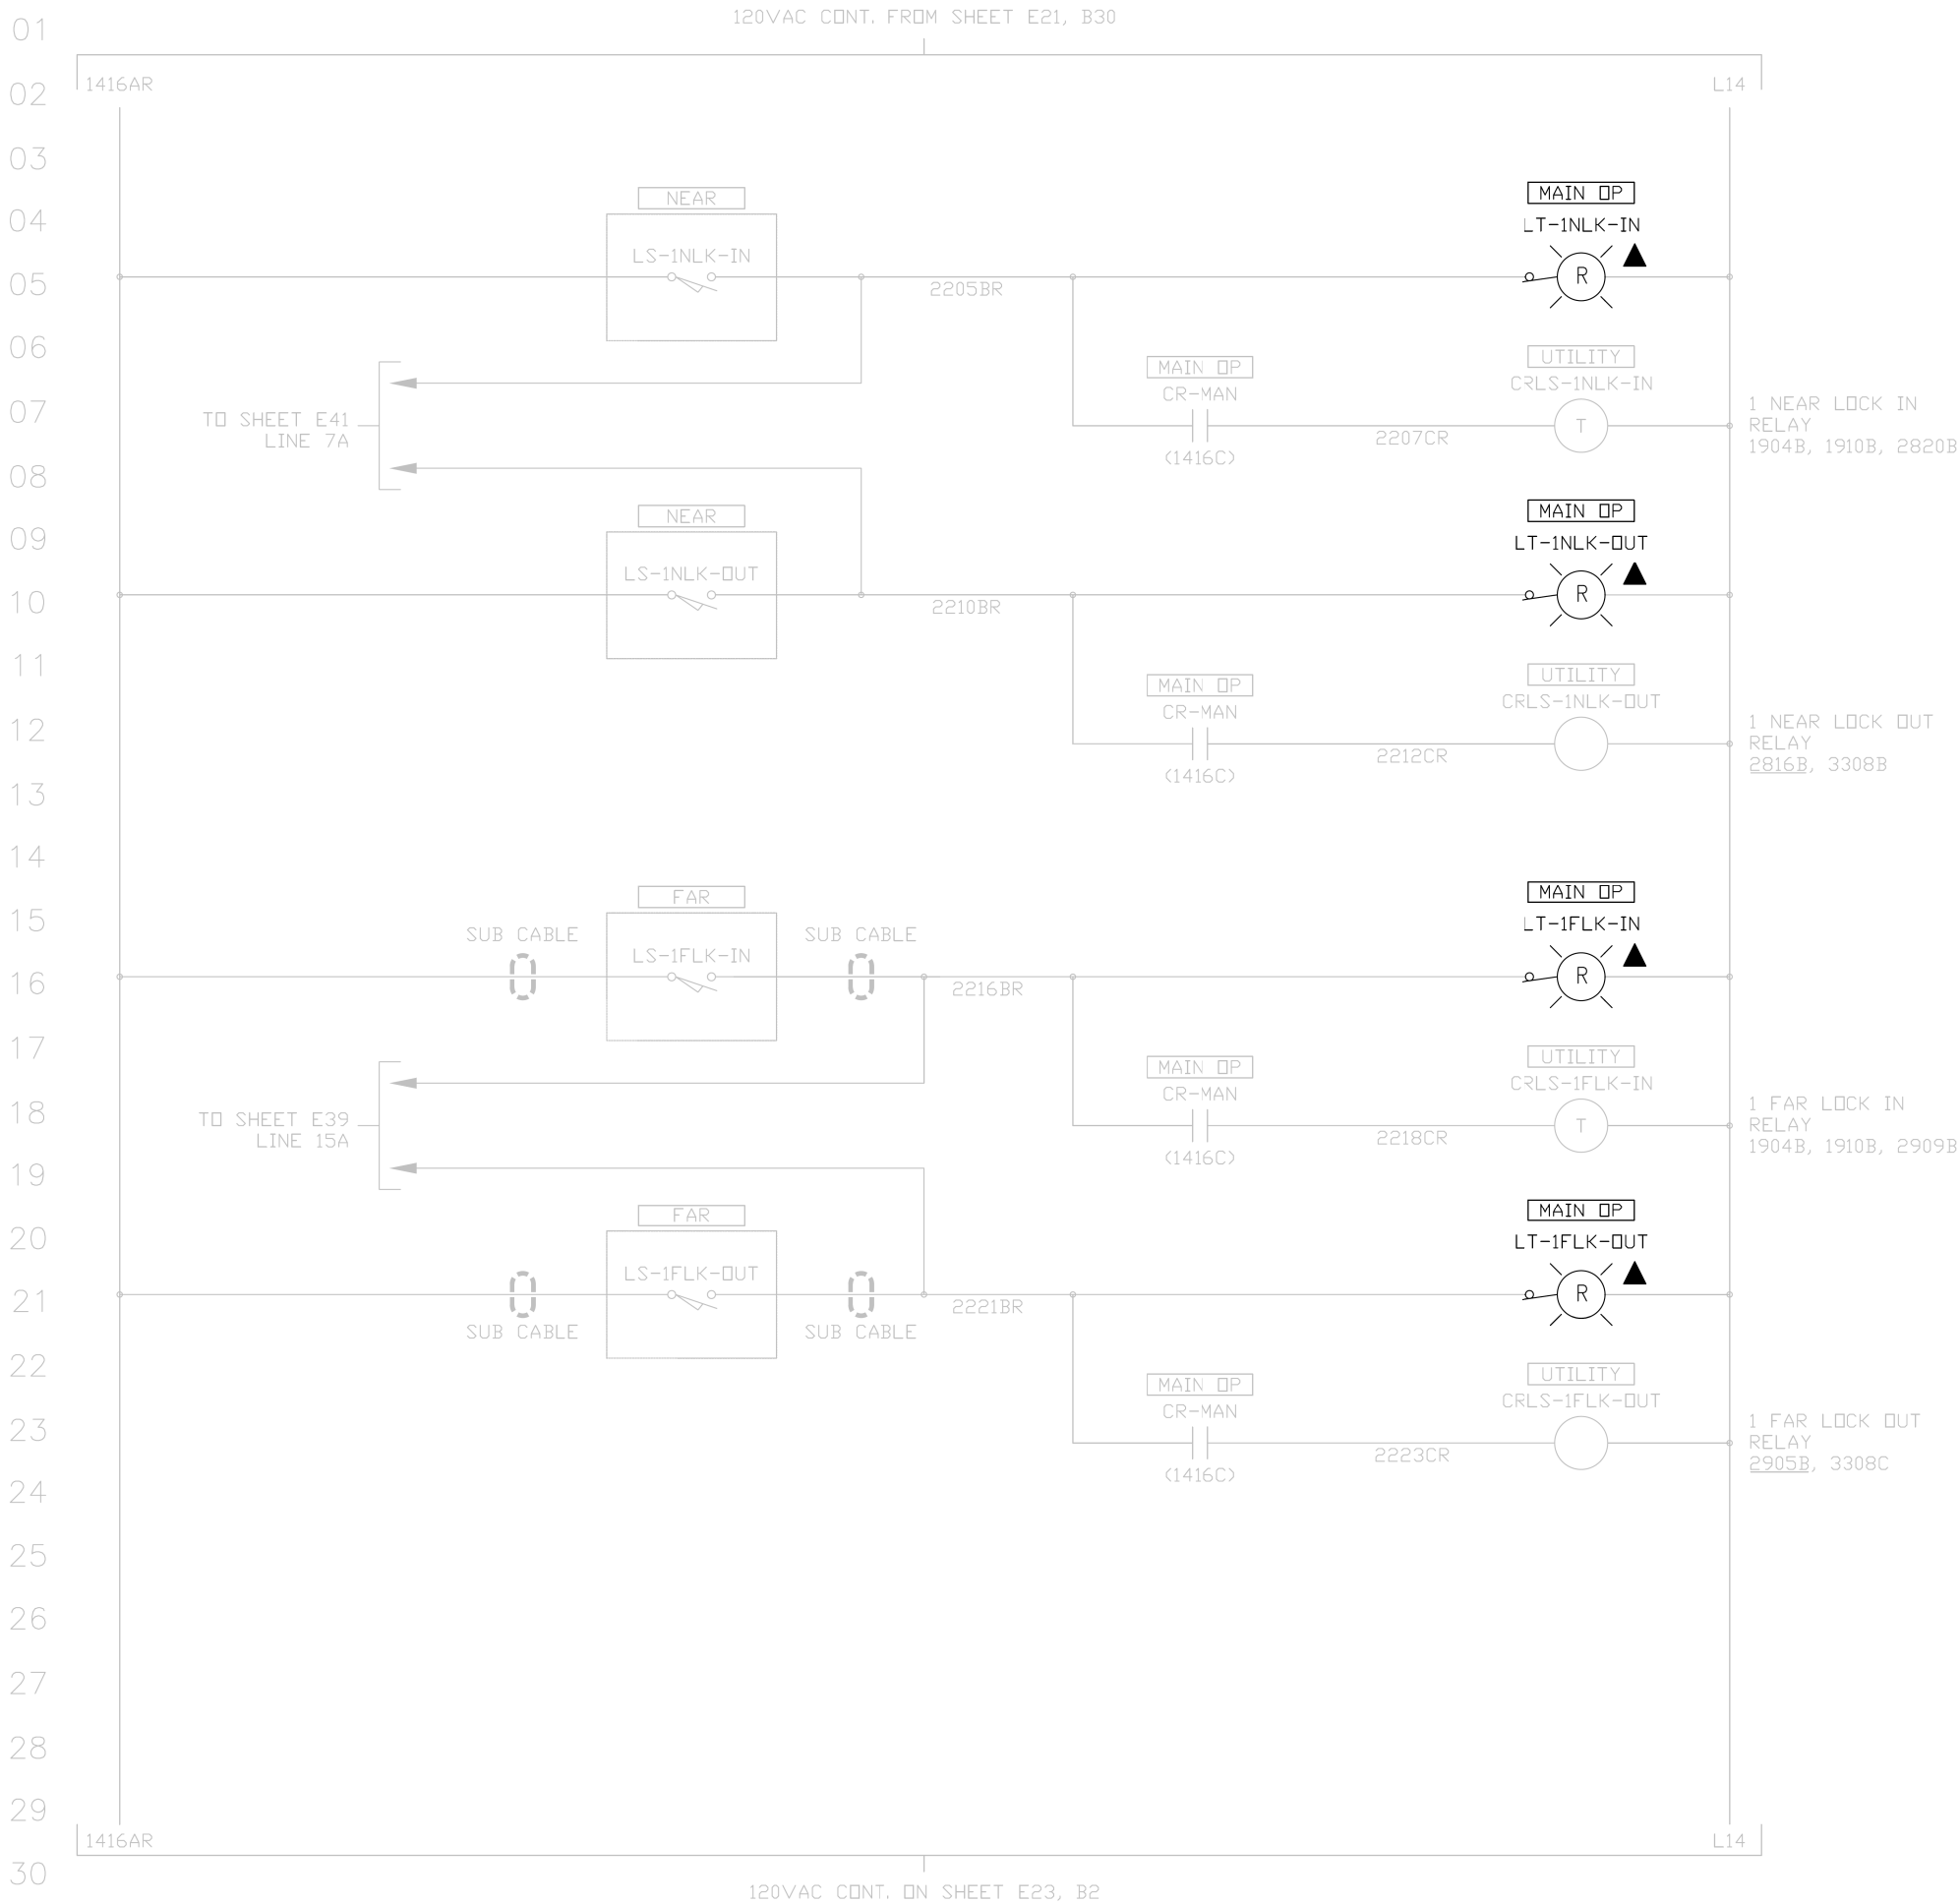 120VAC CONT. FROM SHEET E21, B30
01
1416AR
L14
02
03
NEAR
MAIN OP
04
LT-1NLK-IN
LS-1NLK-IN
R
05
2205BR
06
MAIN OP
UTILITY
CR-MAN
CRLS-1NLK-IN
07
TO SHEET E41
LINE 7A
T
2207CR
(1416C)
1 NEAR LOCK IN
RELAY
1904B, 1910B, 2820B
08
NEAR
MAIN OP
09
LT-1NLK-OUT
LS-1NLK-OUT
R
10
2210BR
11
MAIN OP
UTILITY
CR-MAN
CRLS-1NLK-OUT
12
2212CR
(1416C)
1 NEAR LOCK OUT
RELAY
2816B, 3308B
13
14
FAR
MAIN OP
15
SUB CABLE
SUB CABLE
LT-1FLK-IN
LS-1FLK-IN
R
16
2216BR
17
MAIN OP
UTILITY
CR-MAN
CRLS-1FLK-IN
18
TO SHEET E39
LINE 15A
T
2218CR
(1416C)
1 FAR LOCK IN
RELAY
1904B, 1910B, 2909B
19
FAR
MAIN OP
20
LT-1FLK-OUT
LS-1FLK-OUT
R
21
2221BR
SUB CABLE
SUB CABLE
22
MAIN OP
UTILITY
CR-MAN
CRLS-1FLK-OUT
23
2223CR
(1416C)
1 FAR LOCK OUT
RELAY
2905B, 3308C
24
25
26
27
28
29
1416AR
L14
30
120VAC CONT. ON SHEET E23, B2